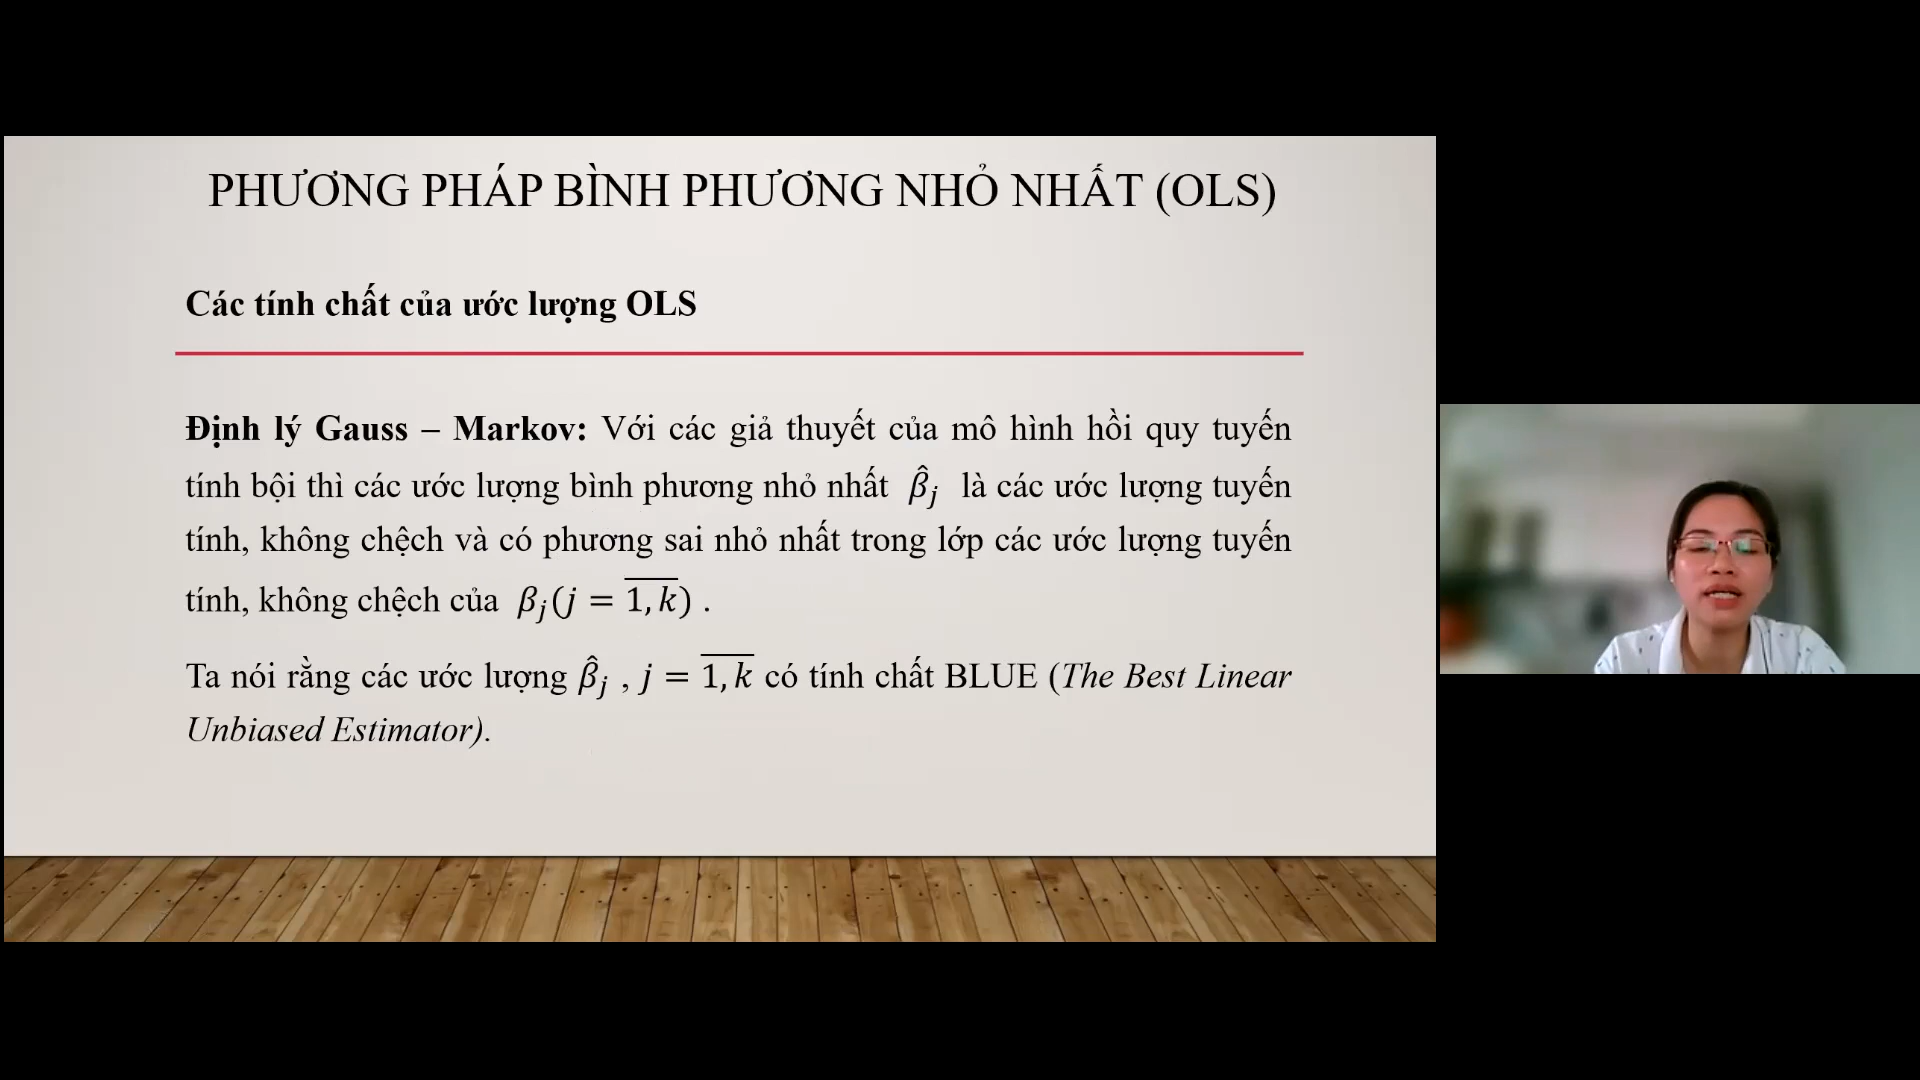 PHƯƠNG PHÁP BÌNH PHƯƠNG NHỎ NHẤT (OLS)
Các tính chất của ước lượng OLS
Định lý Gauss – Markov: Với các giả thuyết của mô hình hồi quy tuyến
tính bội thì các ước lượng bình phương nhỏ nhất β̂ⱼ là các ước lượng tuyến
tính, không chệch và có phương sai nhỏ nhất trong lớp các ước lượng tuyến
tính, không chệch của βⱼ(j = 1̅,̅k̅) .
Ta nói rằng các ước lượng β̂ⱼ , j = 1̅,̅k̅ có tính chất BLUE (The Best Linear
Unbiased Estimator).